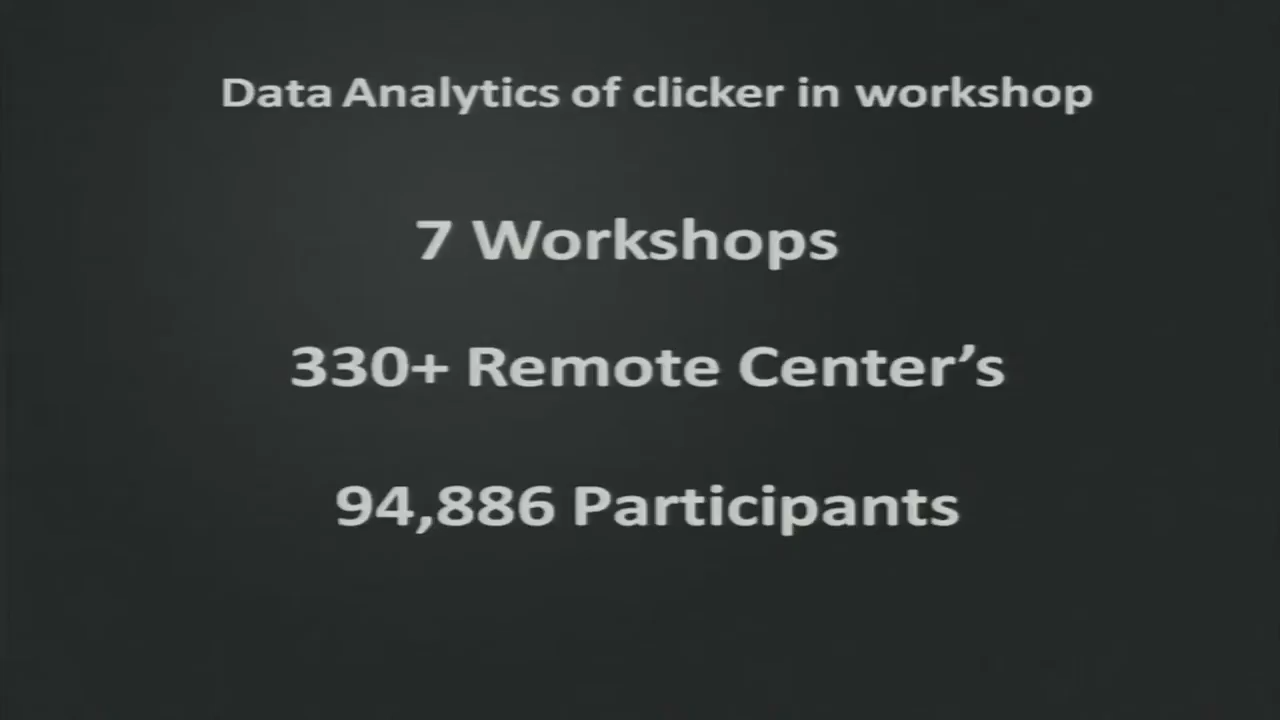 Data Analytics of clicker in workshop
7 Workshops
330+ Remote Center’s
94,886 Participants